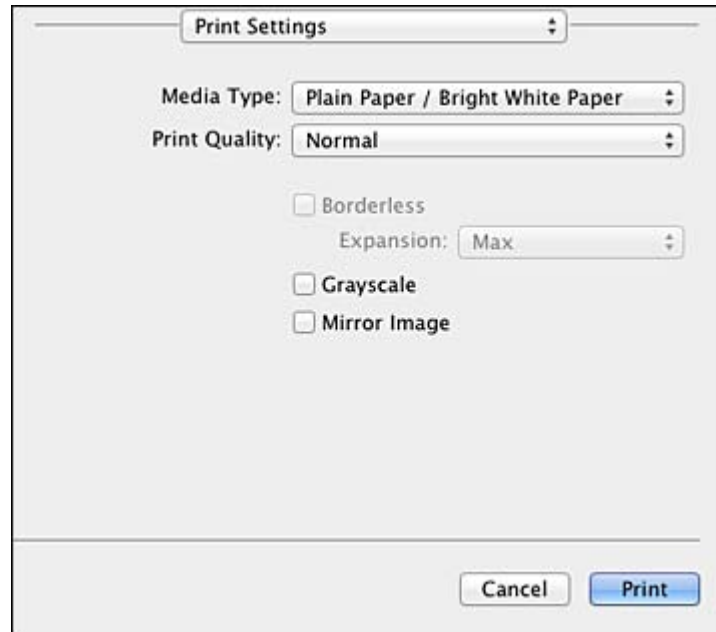 Print Settings
Media Type: Plain Paper / Bright White Paper
Print Quality: Normal
Borderless
Expansion: Max
Grayscale
Mirror Image
Cancel Print